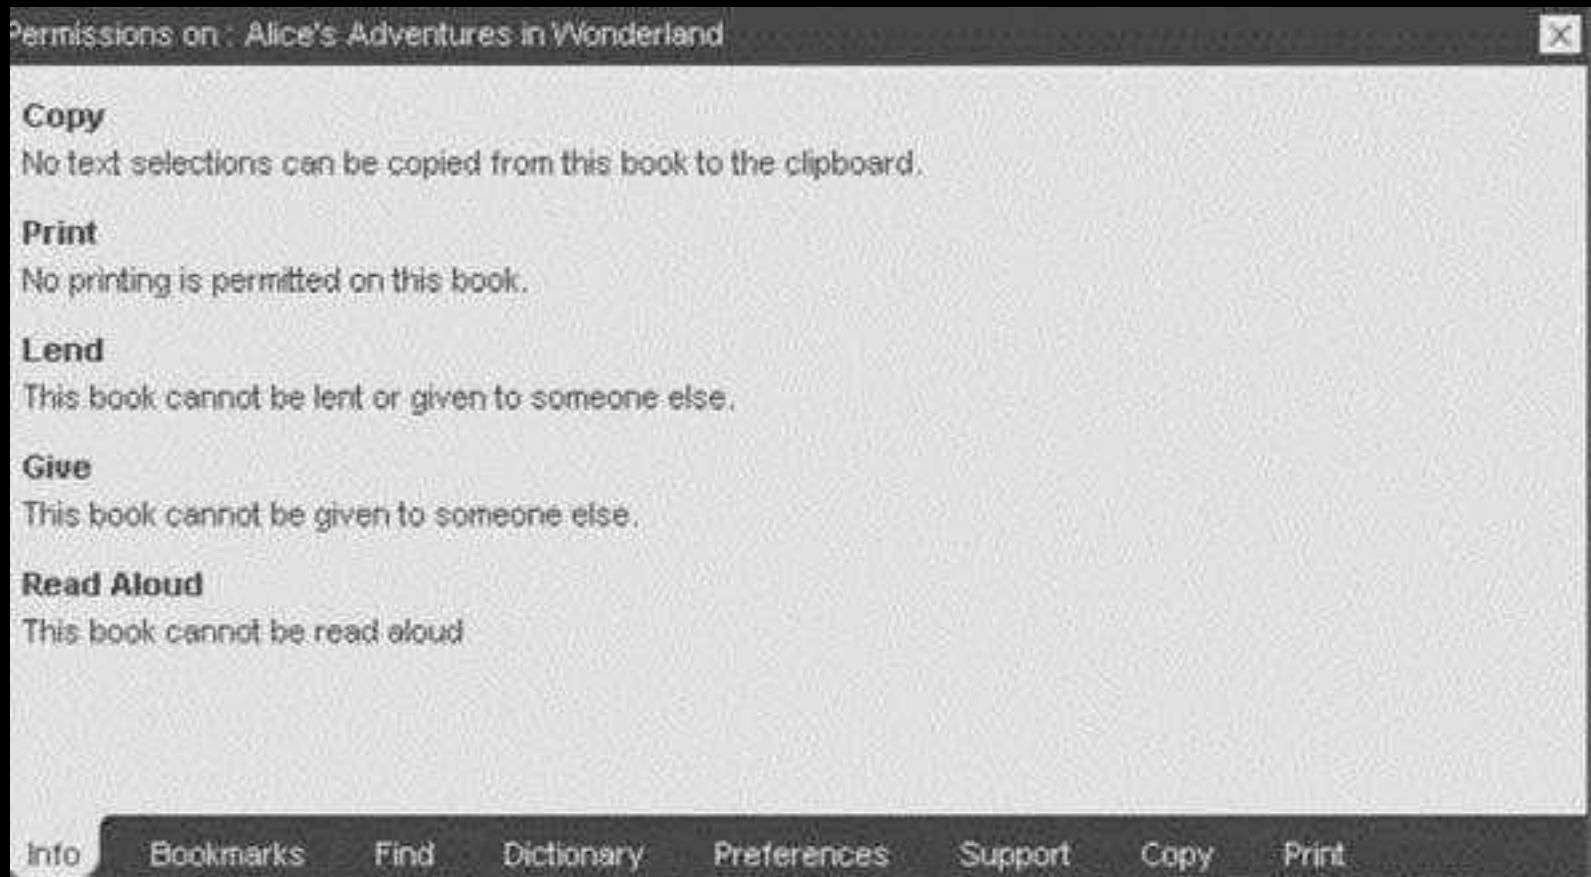 Permissions on : Alice's Adventures in Wonderland
Copy
No text selections can be copied from this book to the clipboard.
Print
No printing is permitted on this book.
Lend
This book cannot be lent or given to someone else.
Give
This book cannot be given to someone else.
Read Aloud
This book cannot be read aloud
Info Bookmarks Find Dictionary Preferences Support Copy Print